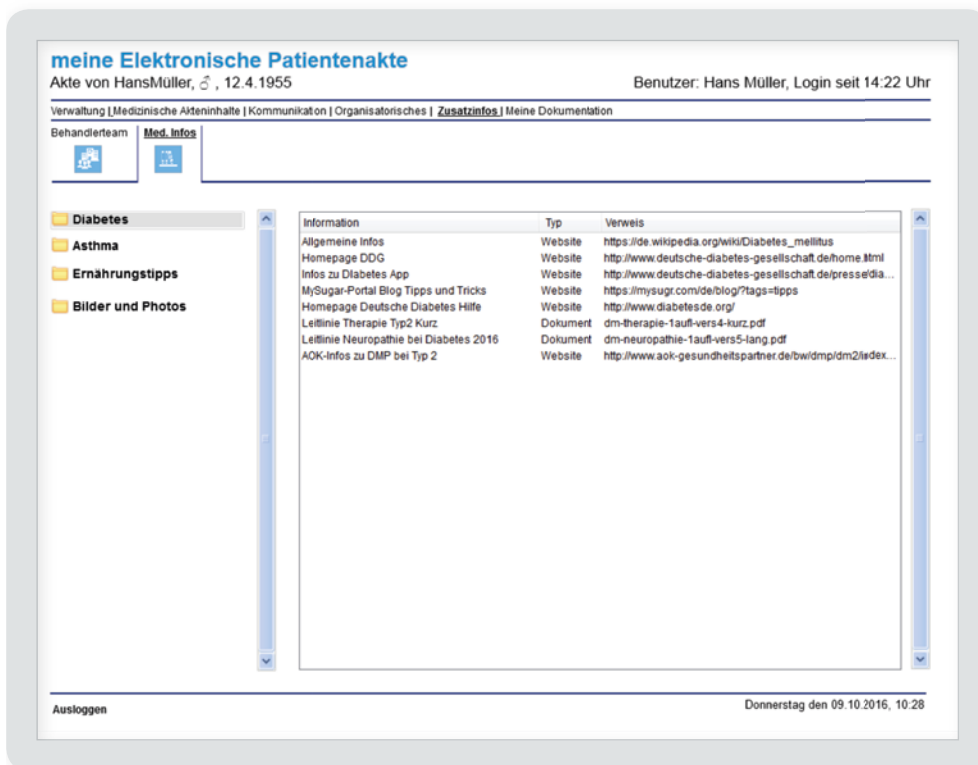 meine Elektronische Patientenakte
Akte von HansMüller, ♂ , 12.4.1955 Benutzer: Hans Müller, Login seit 14:22 Uhr
Verwaltung | Medizinische Akteninhalte | Kommunikation | Organisatorisches | Zusatzinfos | Meine Dokumentation
Behandlerteam Med. Infos
Diabetes
Asthma
Ernährungstipps
Bilder und Photos
Information Typ Verweis
Allgemeine Infos Website https://de.wikipedia.org/wiki/Diabetes_mellitus
Homepage DDG Website http://www.deutsche-diabetes-gesellschaft.de/home.html
Infos zu DIabetes App Website http://www.deutsche-diabetes-gesellschaft.de/presse/dia...
MySugar-Portal Blog Tipps und Tricks Website https://mysugr.com/de/blog/?tags=tipps
Homepage Deutsche Diabetes Hilfe Website http://www.diabetesde.org/
Leitlinie Therapie Typ2 Kurz Dokument dm-therapie-1aufl-vers4-kurz.pdf
Leitlinie Neuropathie bei Diabetes 2016 Dokument dm-neuropathie-1aufl-vers5-lang.pdf
AOK-Infos zu DMP bei Typ 2 Website http://www.aok-gesundheitspartner.de/bw/dmp/dm2/index...
Ausloggen Donnerstag den 09.10.2016, 10:28